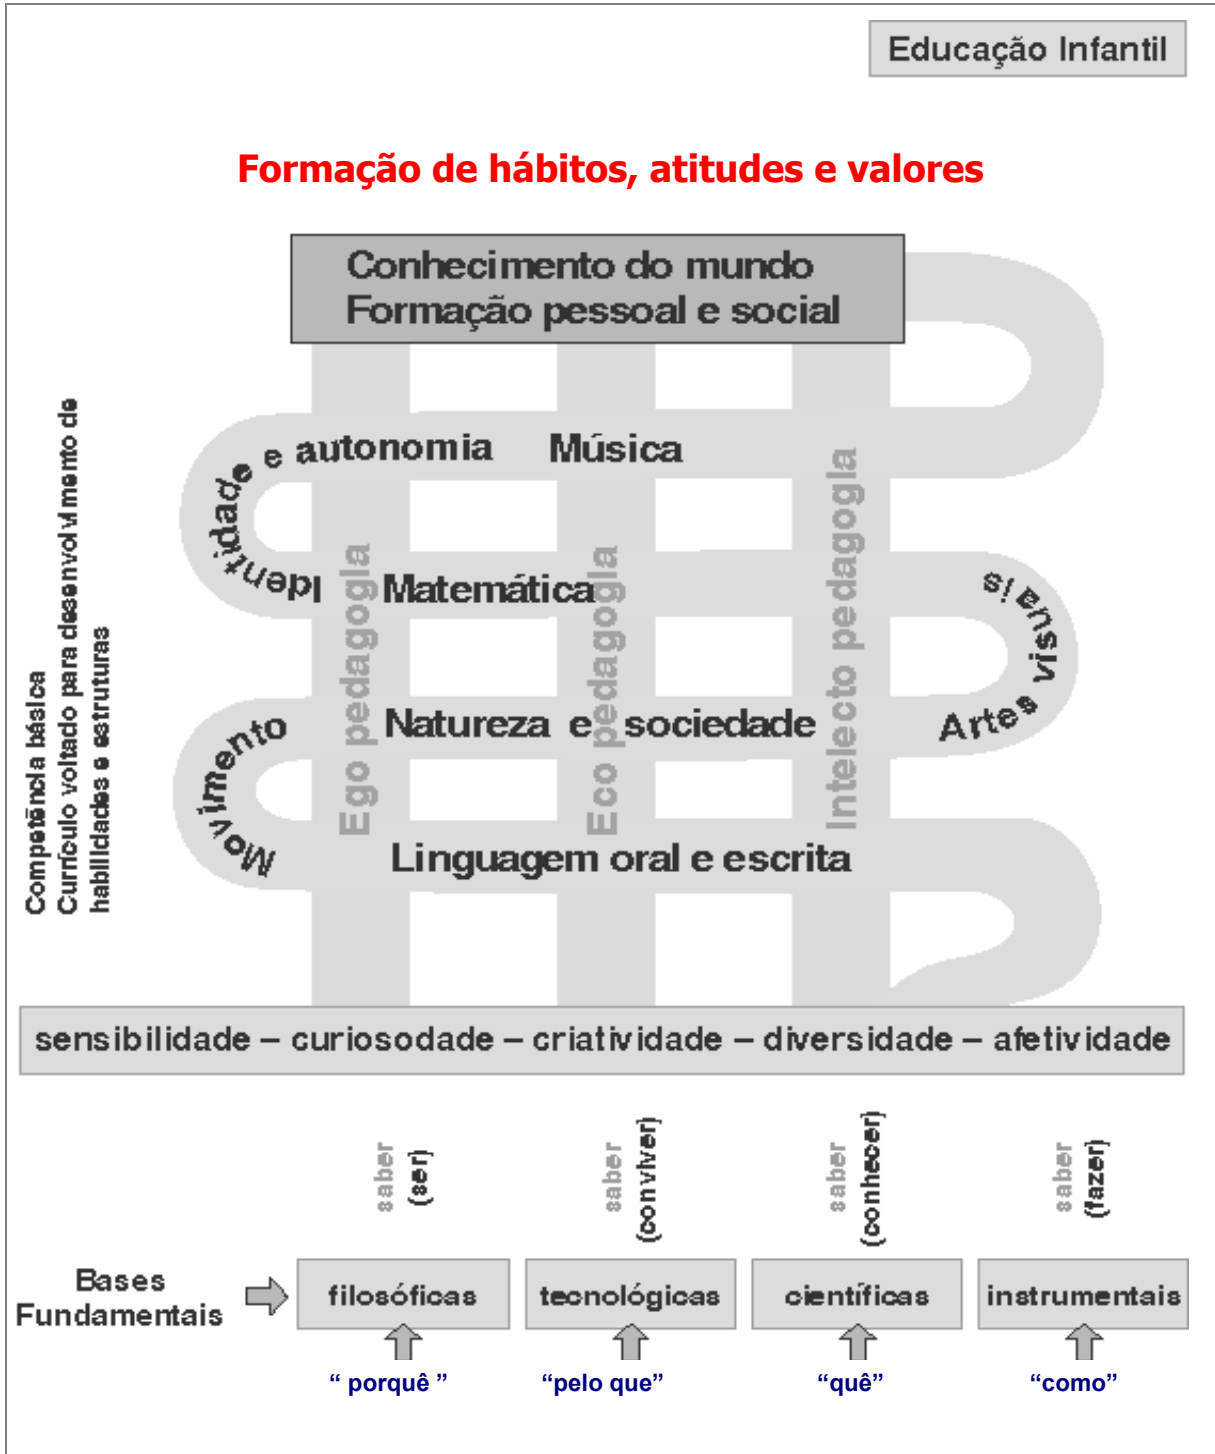 Educação Infantil
Formação de hábitos, atitudes e valores
Conhecimento do mundo
Formação pessoal e social
Identidade e autonomia
Música
Matemática
Artes visuais
Natureza e sociedade
Movimento
Linguagem oral e escrita
Ego pedagogla
Eco pedagogla
Intelecto pedagogla
Competência básica
Currículo voltado para desenvolvimento de
habilidades e estruturas
sensibilidade – curiosodade – criatividade – diversidade – afetividade
saber
(ser)
saber
(conviver)
saber
(conhecer)
saber
(fazer)
Bases
Fundamentais
filosóficas
tecnológicas
científicas
instrumentais
“ porquê ”
“pelo que”
“quê”
“como”